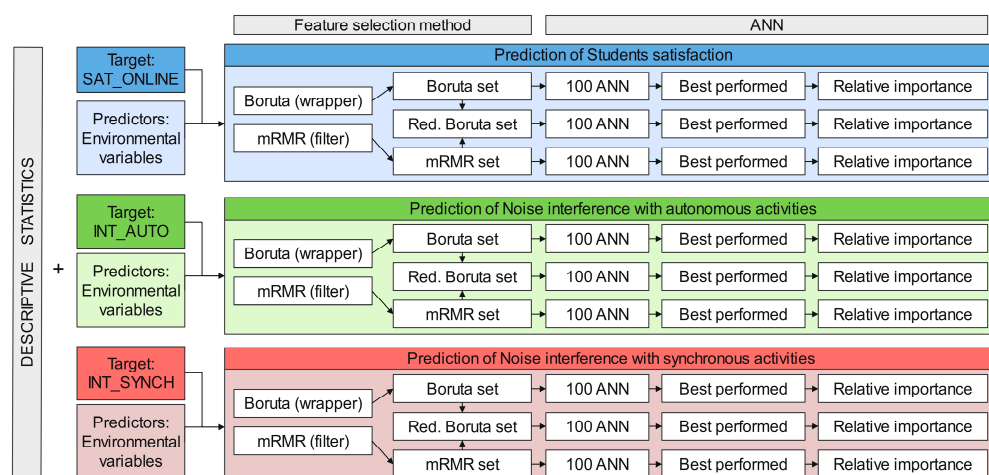 Feature selection method
ANN
DESCRIPTIVE STATISTICS
+
Target:
SAT_ONLINE
Predictors:
Environmental
variables
Prediction of Students satisfaction
Boruta (wrapper)
mRMR (filter)
Boruta set
100 ANN
Best performed
Relative importance
Red. Boruta set
100 ANN
Best performed
Relative importance
mRMR set
100 ANN
Best performed
Relative importance
Target:
INT_AUTO
Predictors:
Environmental
variables
Prediction of Noise interference with autonomous activities
Boruta (wrapper)
mRMR (filter)
Boruta set
100 ANN
Best performed
Relative importance
Red. Boruta set
100 ANN
Best performed
Relative importance
mRMR set
100 ANN
Best performed
Relative importance
Target:
INT_SYNCH
Predictors:
Environmental
variables
Prediction of Noise interference with synchronous activities
Boruta (wrapper)
mRMR (filter)
Boruta set
100 ANN
Best performed
Relative importance
Red. Boruta set
100 ANN
Best performed
Relative importance
mRMR set
100 ANN
Best performed
Relative importance